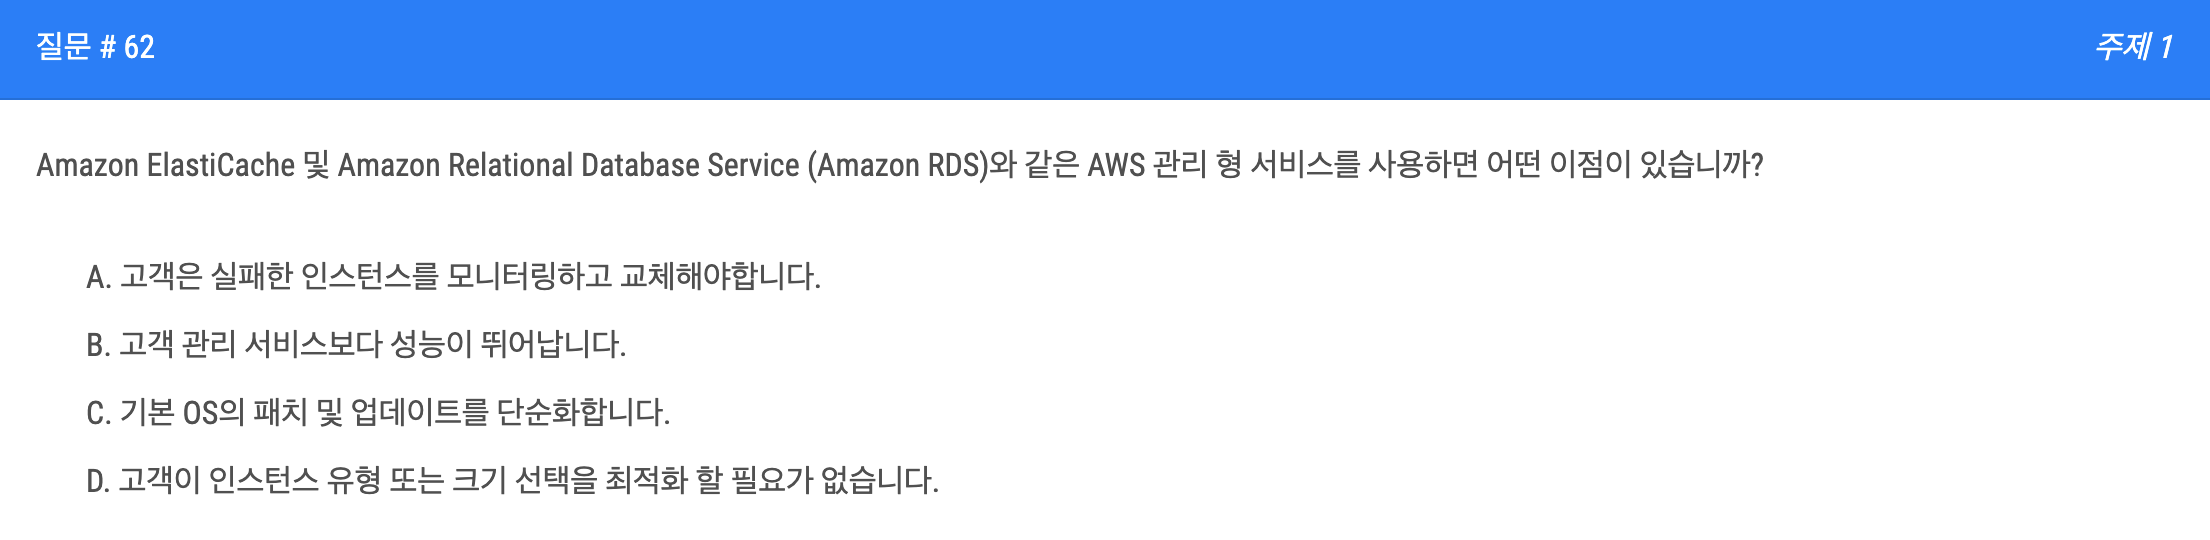 질문 # 62
주제 1
Amazon ElastiCache 및 Amazon Relational Database Service (Amazon RDS)와 같은 AWS 관리 형 서비스를 사용하면 어떤 이점이 있습니까?
A. 고객은 실패한 인스턴스를 모니터링하고 교체해야합니다.
B. 고객 관리 서비스보다 성능이 뛰어납니다.
C. 기본 OS의 패치 및 업데이트를 단순화합니다.
D. 고객이 인스턴스 유형 또는 크기 선택을 최적화 할 필요가 없습니다.